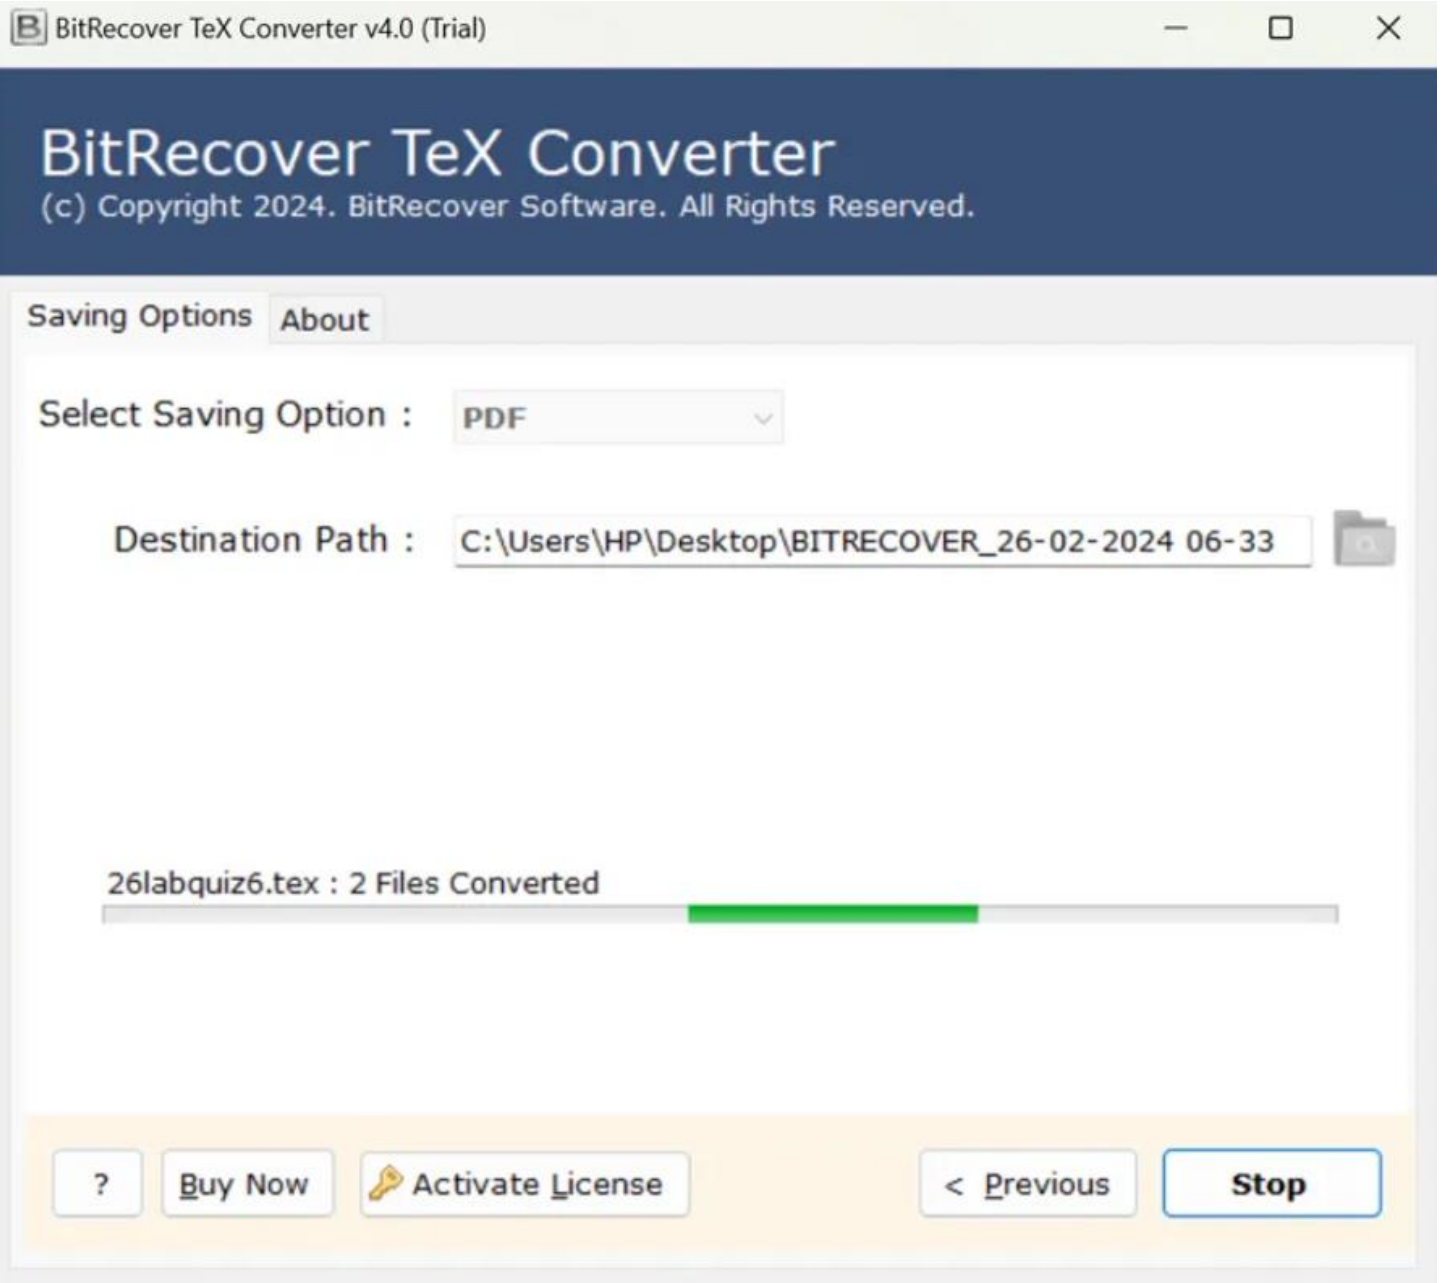 BitRecover TeX Converter v4.0 (Trial)
BitRecover TeX Converter
(c) Copyright 2024. BitRecover Software. All Rights Reserved.
Saving Options About
Select Saving Option : PDF
Destination Path : C:\Users\HP\Desktop\BITRECOVER_26-02-2024 06-33
26labquiz6.tex : 2 Files Converted
? Buy Now Activate License < Previous Stop